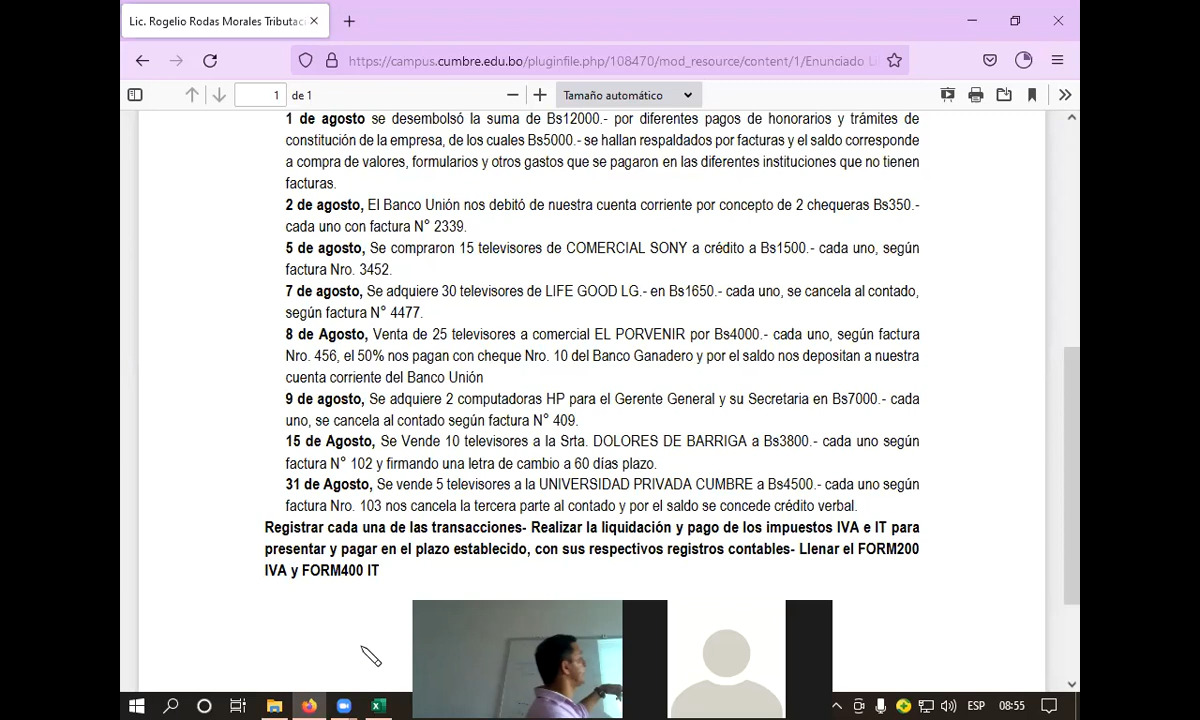 Lic. Rogelio Rodas Morales Tributac
https://campus.cumbre.edu.bo/pluginfile.php/108470/mod_resource/content/1/Enunciado L
1 de 1
Tamaño automático
1 de agosto se desembolsó la suma de Bs12000.- por diferentes pagos de honorarios y trámites de
constitución de la empresa, de los cuales Bs5000.- se hallan respaldados por facturas y el saldo corresponde
a compra de valores, formularios y otros gastos que se pagaron en las diferentes instituciones que no tienen
facturas.
2 de agosto, El Banco Unión nos debitó de nuestra cuenta corriente por concepto de 2 chequeras Bs350.-
cada uno con factura N° 2339.
5 de agosto, Se compraron 15 televisores de COMERCIAL SONY a crédito a Bs1500.- cada uno, según
factura Nro. 3452.
7 de agosto, Se adquiere 30 televisores de LIFE GOOD LG.- en Bs1650.- cada uno, se cancela al contado,
según factura N° 4477.
8 de Agosto, Venta de 25 televisores a comercial EL PORVENIR por Bs4000.- cada uno, según factura
Nro. 456, el 50% nos pagan con cheque Nro. 10 del Banco Ganadero y por el saldo nos depositan a nuestra
cuenta corriente del Banco Unión
9 de agosto, Se adquiere 2 computadoras HP para el Gerente General y su Secretaria en Bs7000.- cada
uno, se cancela al contado según factura N° 409.
15 de Agosto, Se Vende 10 televisores a la Srta. DOLORES DE BARRIGA a Bs3800.- cada uno según
factura N° 102 y firmando una letra de cambio a 60 días plazo.
31 de Agosto, Se vende 5 televisores a la UNIVERSIDAD PRIVADA CUMBRE a Bs4500.- cada uno según
factura Nro. 103 nos cancela la tercera parte al contado y por el saldo se concede crédito verbal.
Registrar cada una de las transacciones- Realizar la liquidación y pago de los impuestos IVA e IT para
presentar y pagar en el plazo establecido, con sus respectivos registros contables- Llenar el FORM200
IVA y FORM400 IT
ESP
08:55